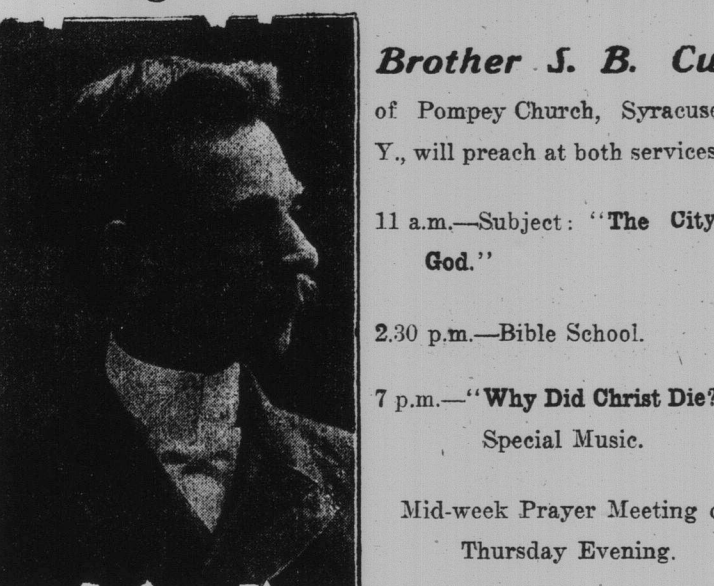 Brother S. B.
of Pompey Church, Syracuse
Y., will preach at both services
11 a.m.—Subject: "The City
God."
2.30 p.m.—Bible School.
7 p.m.—"Why Did Christ Die?
Special Music.
Mid-week Prayer Meeting
Thursday Evening.